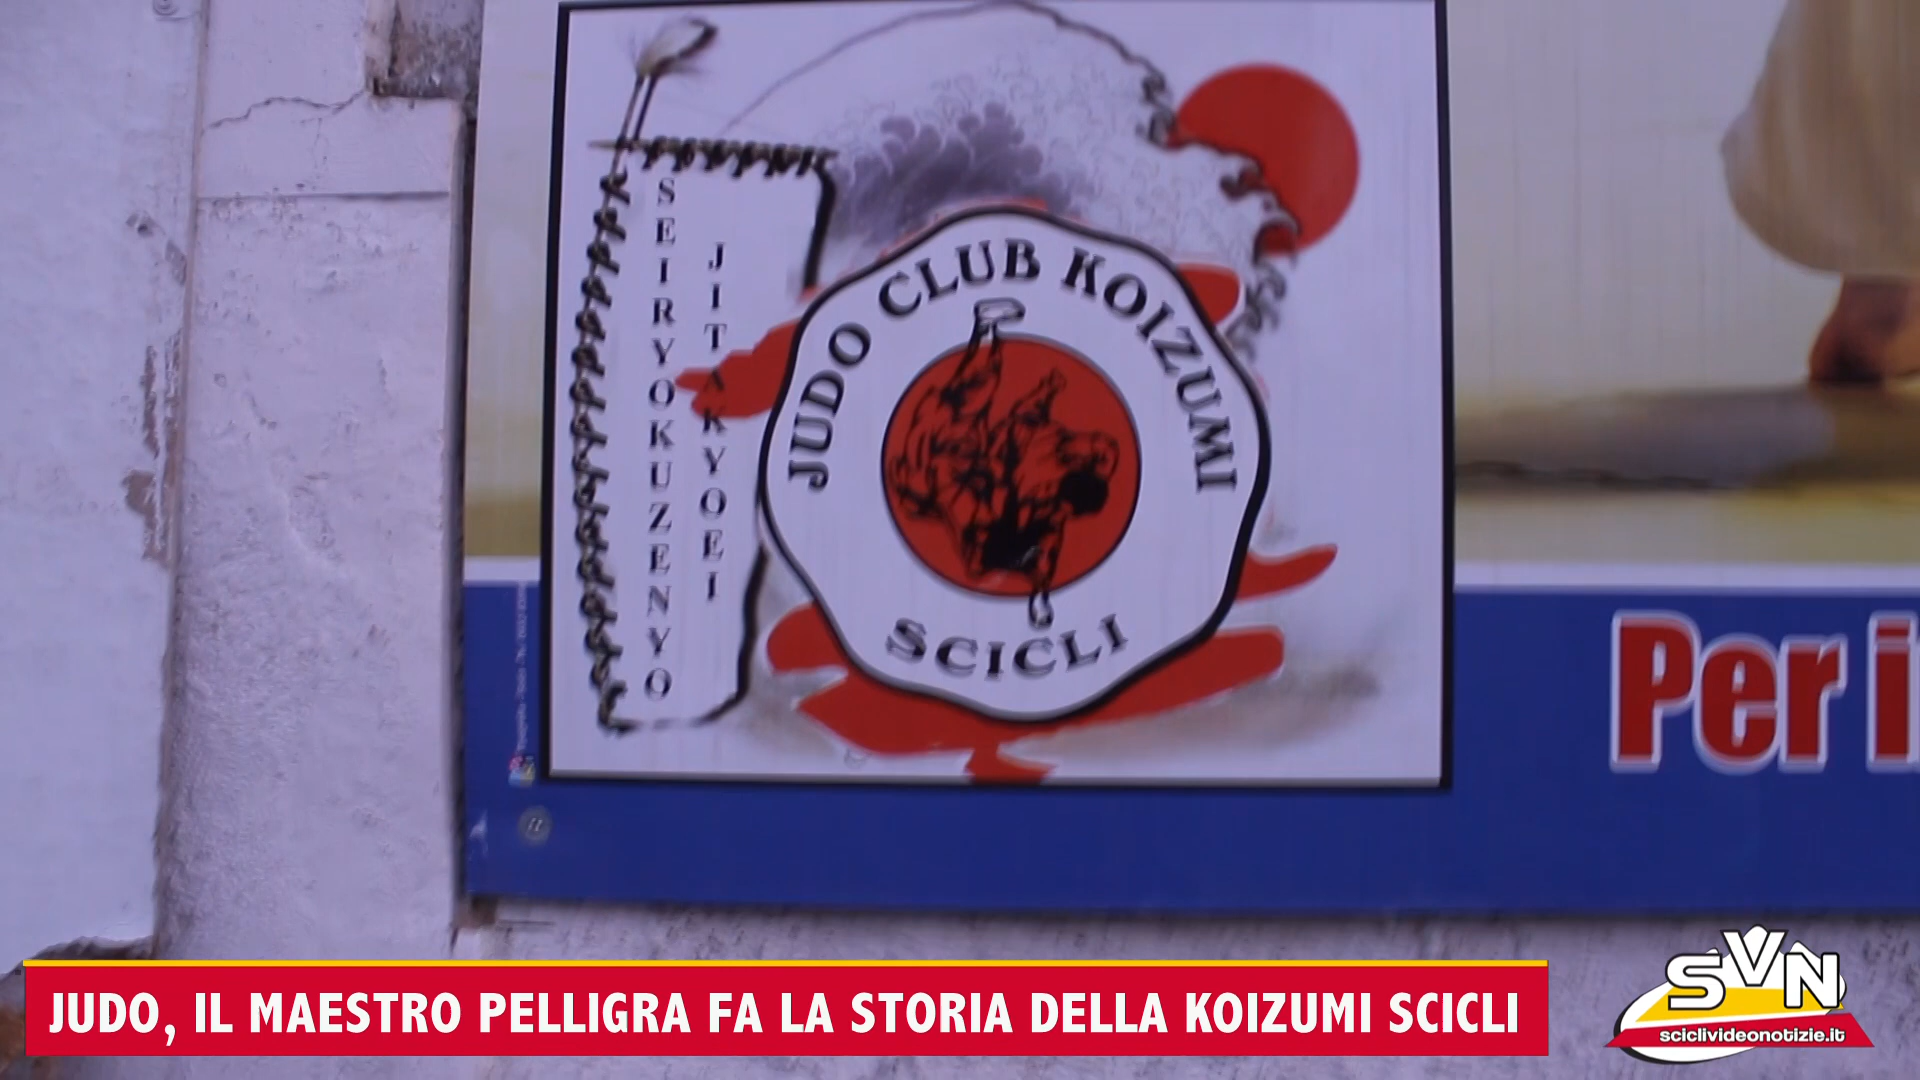 SEIRYOKUZENYO
JITAKYOEI
JUDO CLUB KOIZUMI
SCICLI
Per i
JUDO, IL MAESTRO PELLIGRA FA LA STORIA DELLA KOIZUMI SCICLI
SVN
sciclivideonotizie.it